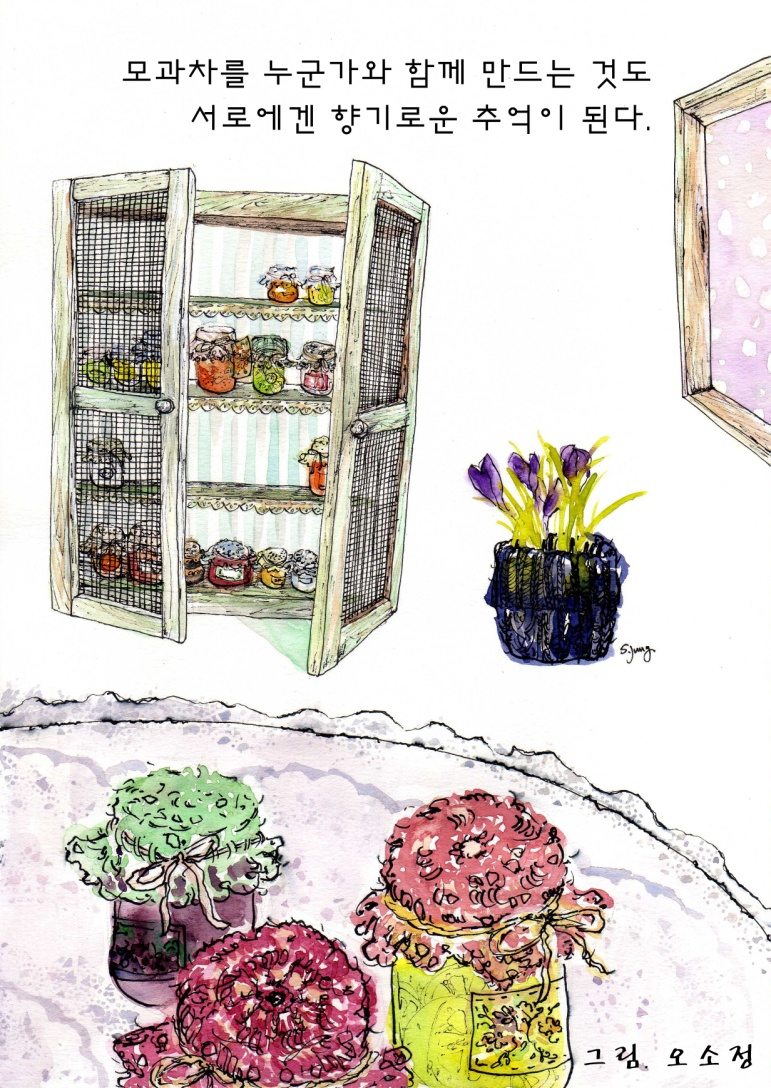 모과차를 누군가와 함께 만드는 것도
서로에겐 향기로운 추억이 된다.
S.Jung
그림. 오소정